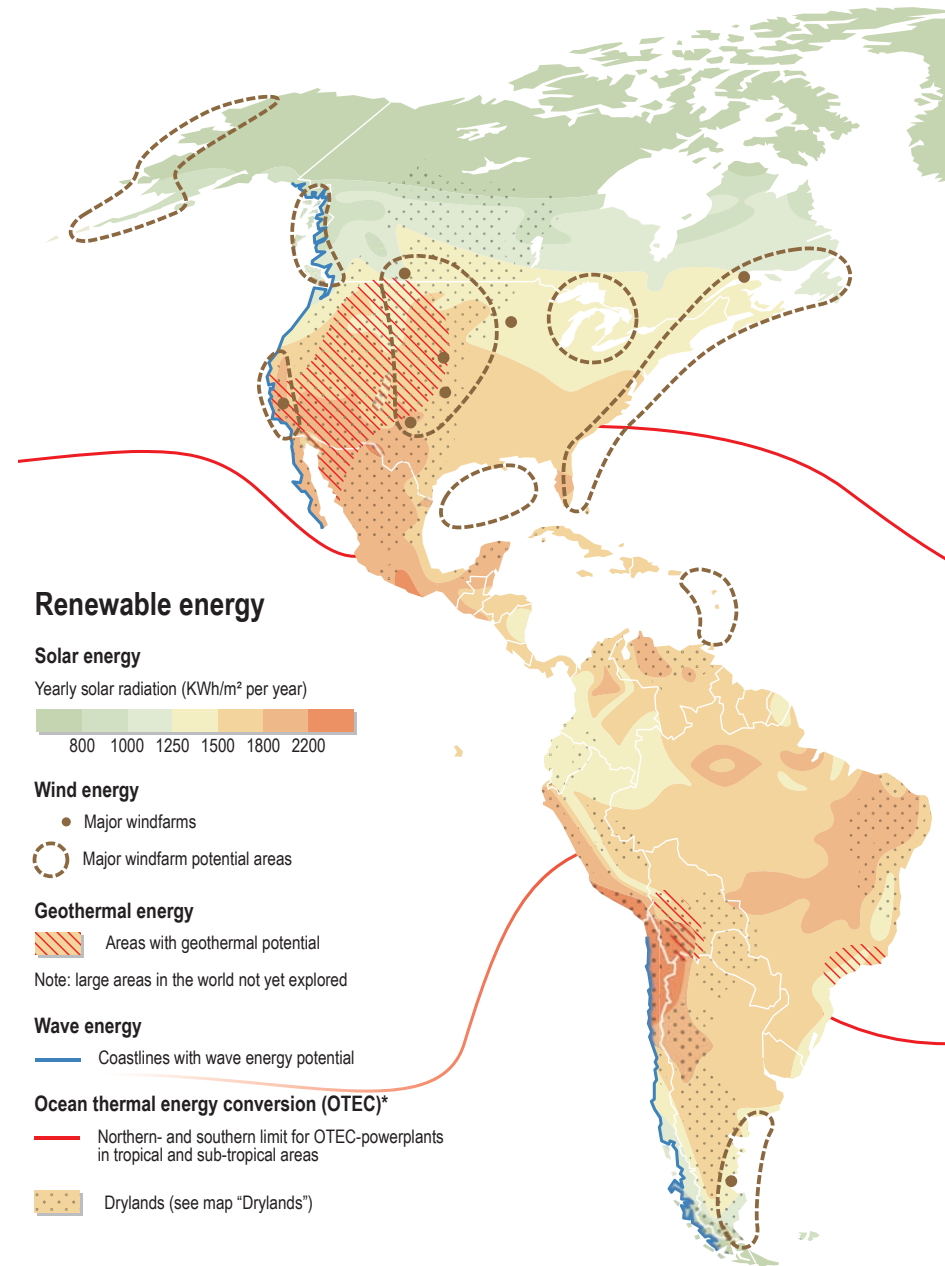 Renewable energy
Solar energy
Yearly solar radiation (KWh/m² per year)
800 1000 1250 1500 1800 2200
Wind energy
Major windfarms
Major windfarm potential areas
Geothermal energy
Areas with geothermal potential
Note: large areas in the world not yet explored
Wave energy
Coastlines with wave energy potential
Ocean thermal energy conversion (OTEC)*
Northern- and southern limit for OTEC-powerplants
in tropical and sub-tropical areas
Drylands (see map “Drylands”)